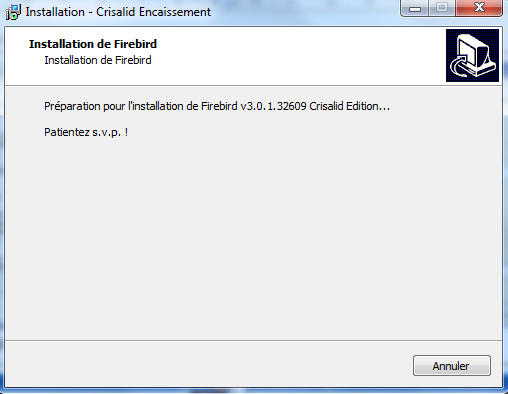 Installation - Crisalid Encaissement
Installation de Firebird
Installation de Firebird
Préparation pour l'installation de Firebird v3.0.1.32609 Crisalid Edition...
Patientez s.v.p. !
Annuler